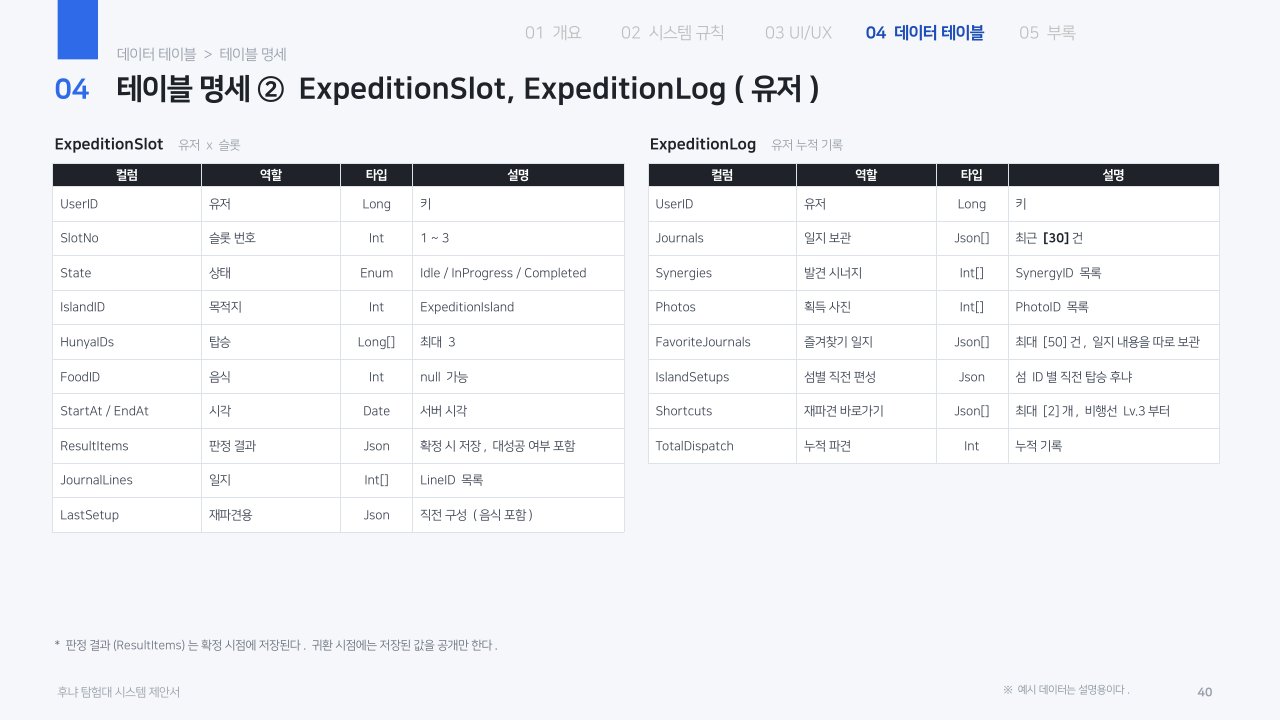 01 개요 02 시스템 규칙 03 UI/UX 04 데이터 테이블 05 부록
데이터 테이블 > 테이블 명세
04 테이블 명세 ② ExpeditionSlot, ExpeditionLog ( 유저 )
ExpeditionSlot 유저 x 슬롯
컬럼 역할 타입 설명
UserID 유저 Long 키
SlotNo 슬롯 번호 Int 1 ~ 3
State 상태 Enum Idle / InProgress / Completed
IslandID 목적지 Int ExpeditionIsland
HunyaIDs 탑승 Long[] 최대 3
FoodID 음식 Int null 가능
StartAt / EndAt 시각 Date 서버 시각
ResultItems 판정 결과 Json 확정 시 저장 , 대성공 여부 포함
JournalLines 일지 Int[] LineID 목록
LastSetup 재파견용 Json 직전 구성 ( 음식 포함 )
ExpeditionLog 유저 누적 기록
컬럼 역할 타입 설명
UserID 유저 Long 키
Journals 일지 보관 Json[] 최근 [30] 건
Synergies 발견 시너지 Int[] SynergyID 목록
Photos 획득 사진 Int[] PhotoID 목록
FavoriteJournals 즐겨찾기 일지 Json[] 최대 [50] 건 , 일지 내용을 따로 보관
IslandSetups 섬별 직전 편성 Json 섬 ID 별 직전 탑승 후냐
Shortcuts 재파견 바로가기 Json[] 최대 [2] 개 , 비행선 Lv.3 부터
TotalDispatch 누적 파견 Int 누적 기록
* 판정 결과 (ResultItems) 는 확정 시점에 저장된다 . 귀환 시점에는 저장된 값을 공개만 한다 .
후냐 탐험대 시스템 제안서
※ 예시 데이터는 설명용이다 .
40